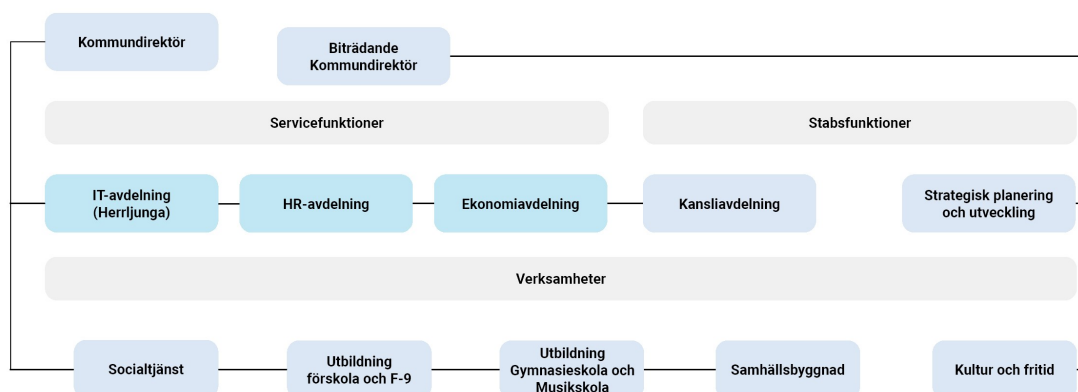 Kommundirektör
Biträdande
Kommundirektör
Servicefunktioner
Stabsfunktioner
IT-avdelning
(Herrljunga)
HR-avdelning
Ekonomiavdelning
Kansliavdelning
Strategisk planering
och utveckling
Verksamheter
Socialtjänst
Utbildning
förskola och F-9
Utbildning
Gymnasieskola och
Musikskola
Samhällsbyggnad
Kultur och fritid